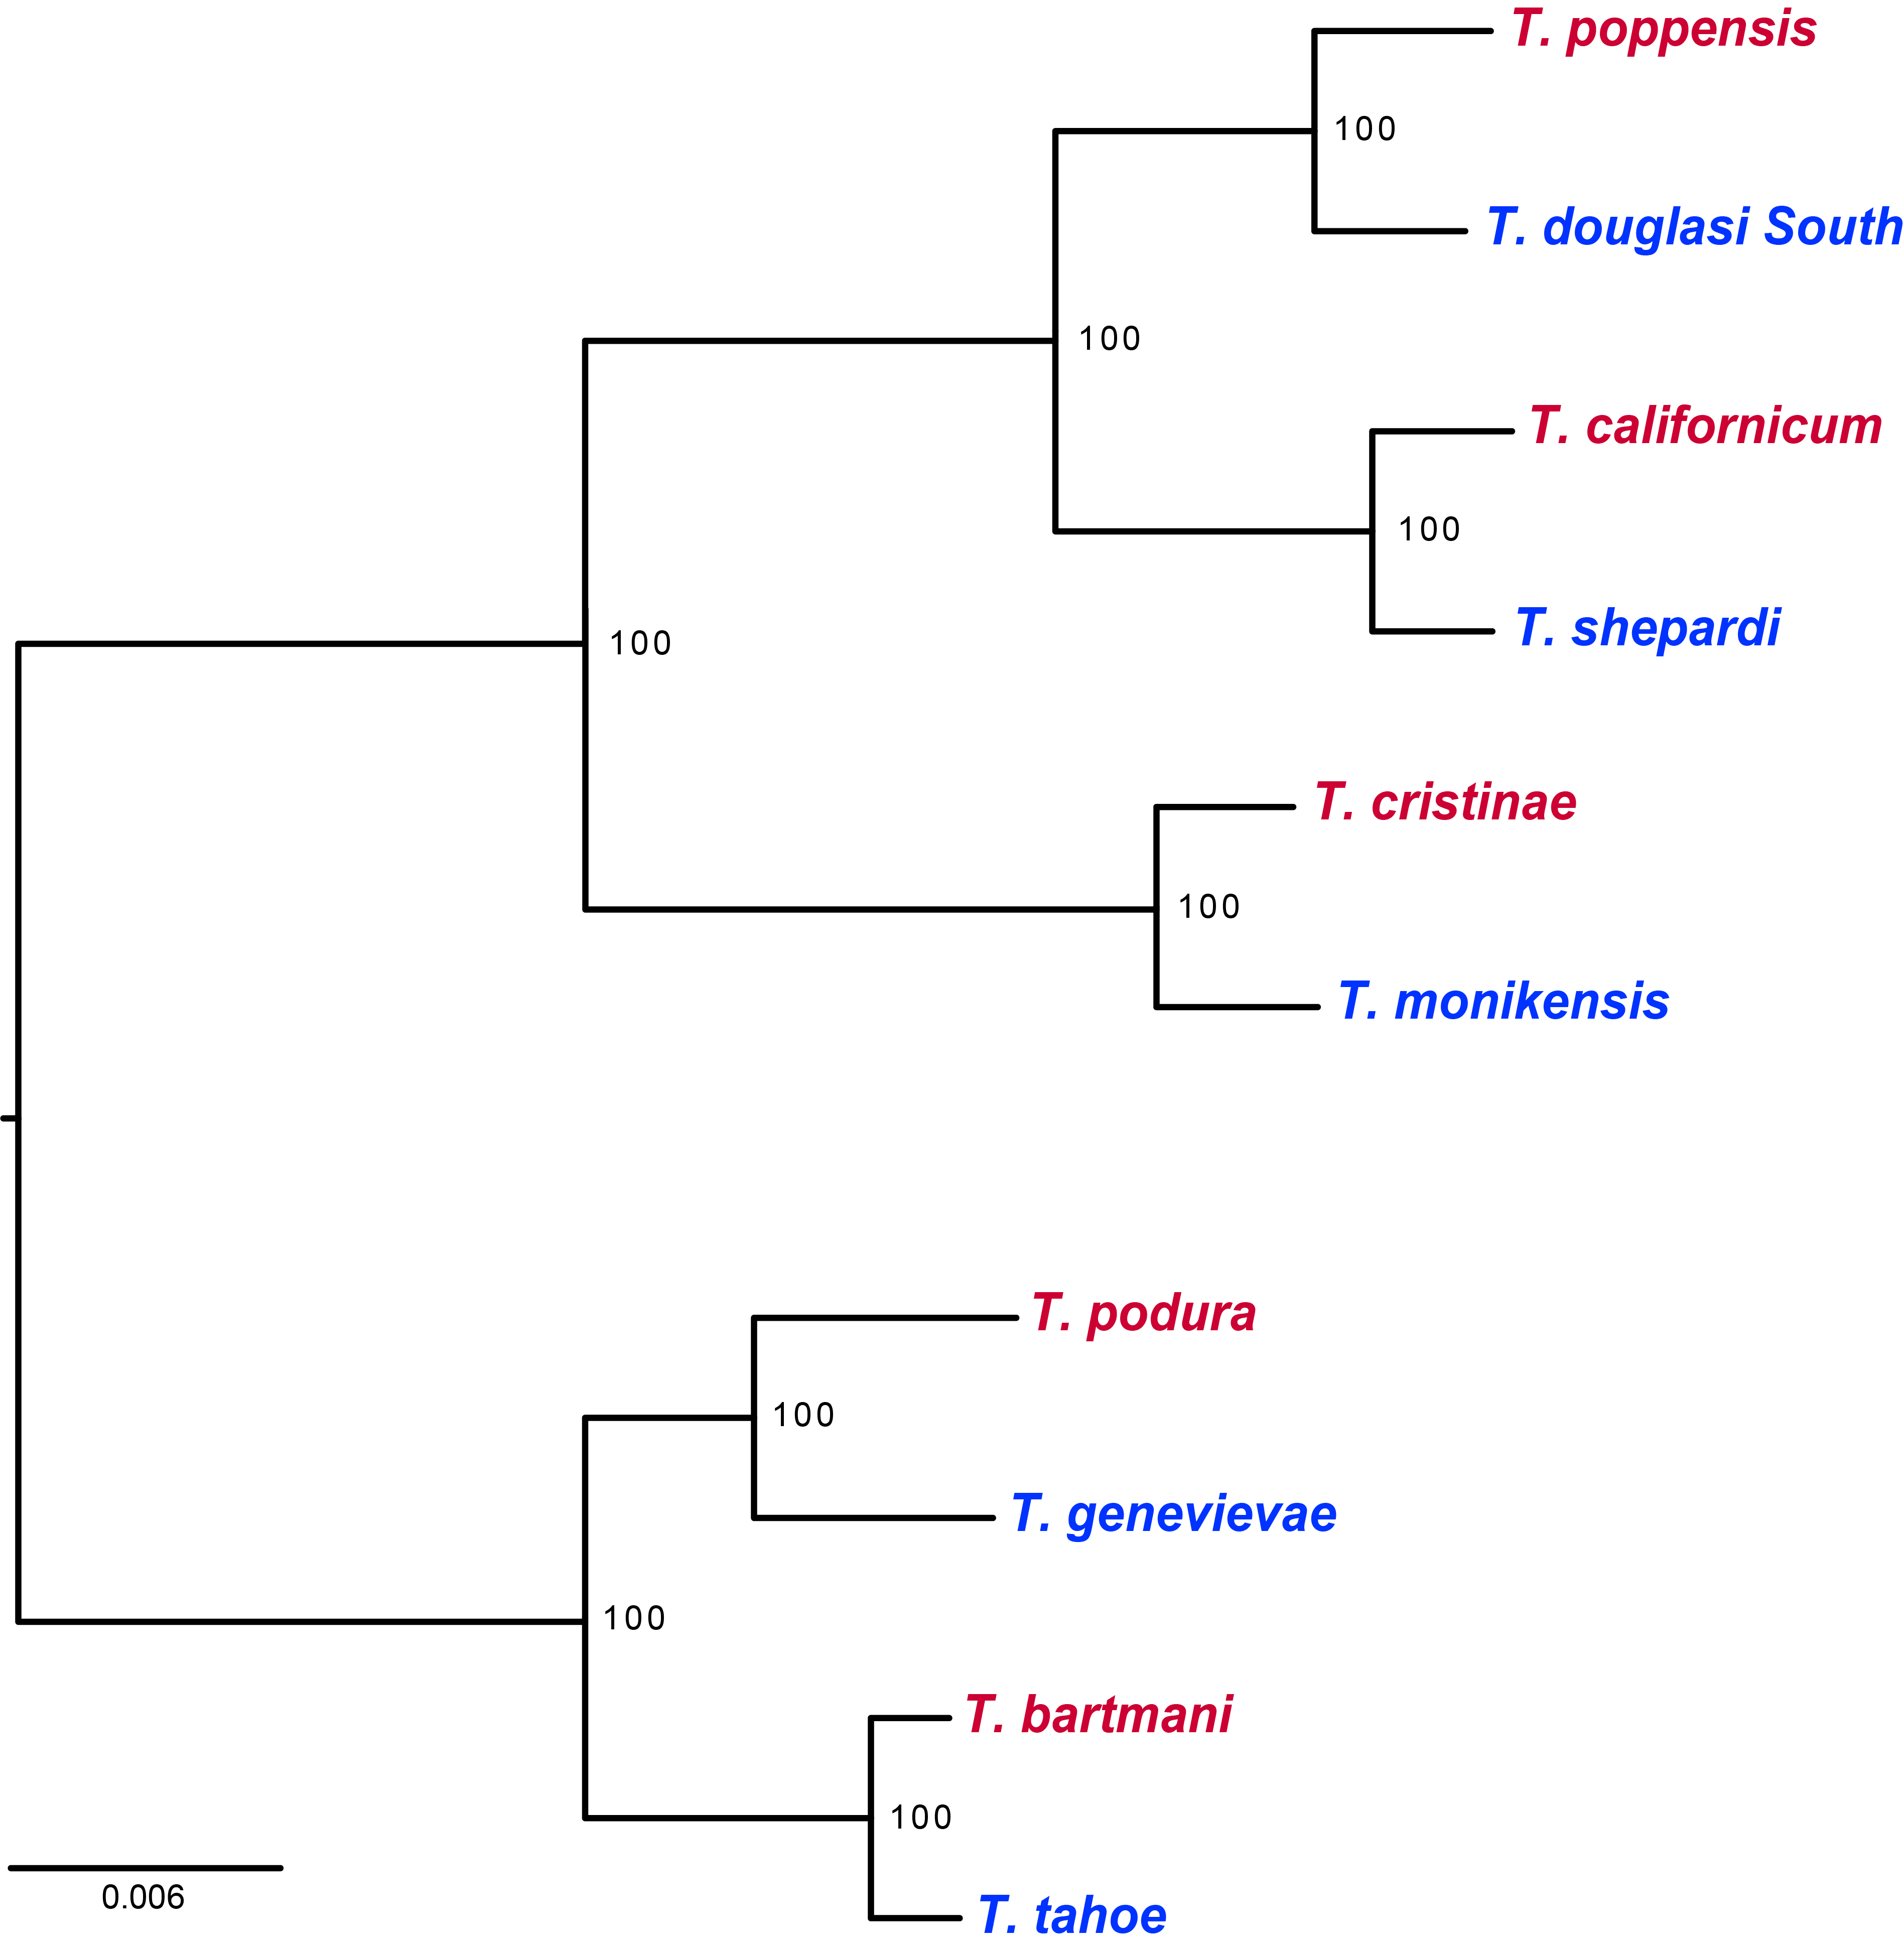 T. poppensis
100
T. douglasi South
100
T. californicum
100
T. shepardi
100
T. cristinae
100
T. monikensis
T. podura
100
T. genevievae
100
T. bartmani
100
0.006
T. tahoe